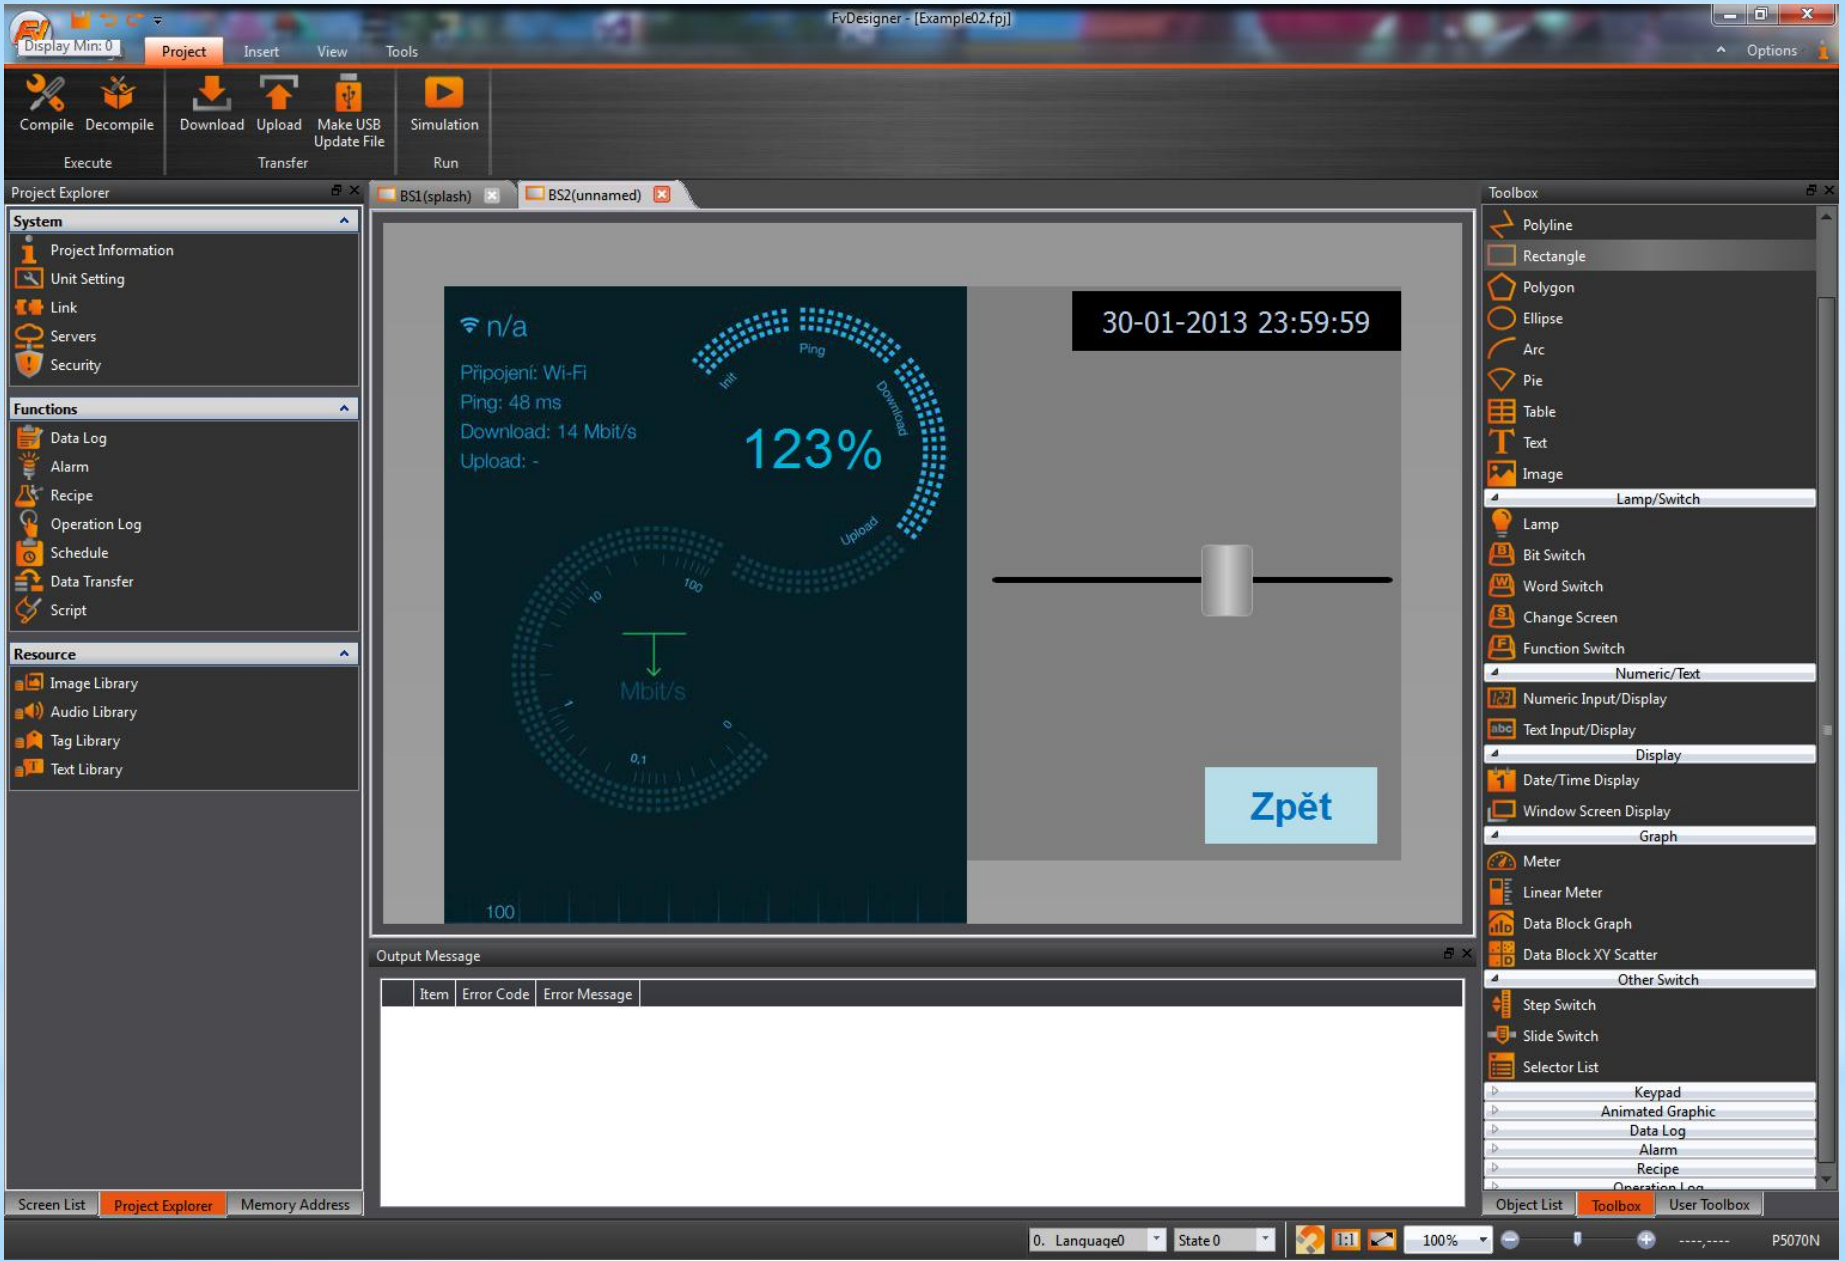 FvDesigner - [Example02.fpj]
Display Min: 0
Project Insert View Tools
Options
Compile Decompile Download Upload Make USB Update File Simulation
Execute Transfer Run
Project Explorer
System
Project Information
Unit Setting
Link
Servers
Security
Functions
Data Log
Alarm
Recipe
Operation Log
Schedule
Data Transfer
Script
Resource
Image Library
Audio Library
Tag Library
Text Library
Screen List Project Explorer Memory Address
BS1(splash) BS2(unnamed)
n/a
Připojení: Wi-Fi
Ping: 48 ms
Download: 14 Mbit/s
Upload: -
Init
Ping
Download
Upload
123%
100
10
1
0,1
0
Mbit/s
100
30-01-2013 23:59:59
Zpět
Output Message
Item Error Code Error Message
Toolbox
Polyline
Rectangle
Polygon
Ellipse
Arc
Pie
Table
Text
Image
Lamp/Switch
Lamp
Bit Switch
Word Switch
Change Screen
Function Switch
Numeric/Text
Numeric Input/Display
Text Input/Display
Display
Date/Time Display
Window Screen Display
Graph
Meter
Linear Meter
Data Block Graph
Data Block XY Scatter
Other Switch
Step Switch
Slide Switch
Selector List
Keypad
Animated Graphic
Data Log
Alarm
Recipe
Operation Log
Object List Toolbox User Toolbox
0. Language0 State 0 1:1 100% ----,---- P5070N